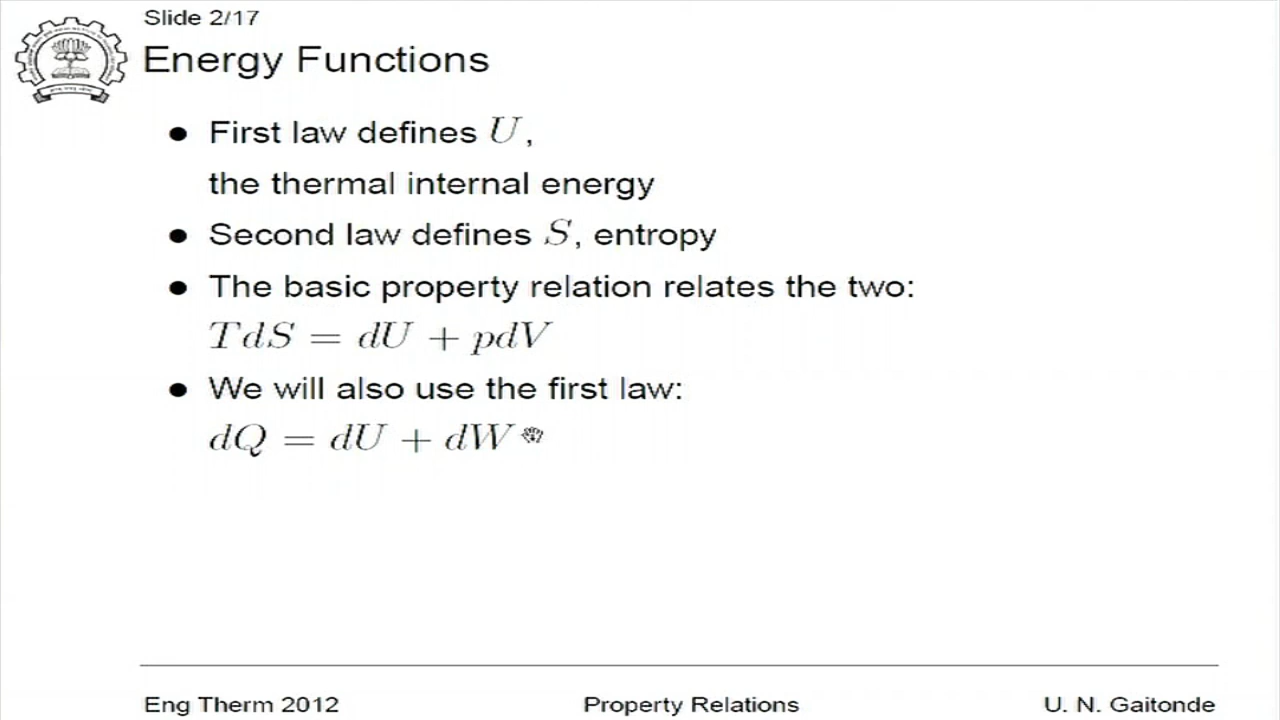 Slide 2/17
Energy Functions
● First law defines U,
the thermal internal energy
● Second law defines S, entropy
● The basic property relation relates the two:
TdS = dU + pdV
● We will also use the first law:
dQ = dU + dW
Eng Therm 2012 Property Relations U. N. Gaitonde